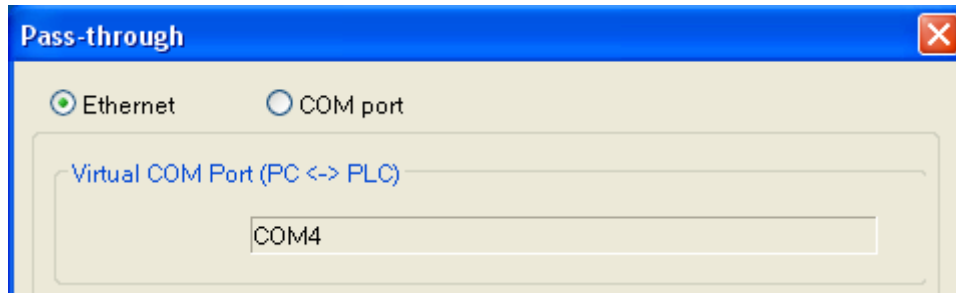 Pass-through
Ethernet COM port
Virtual COM Port (PC <-> PLC)
COM4